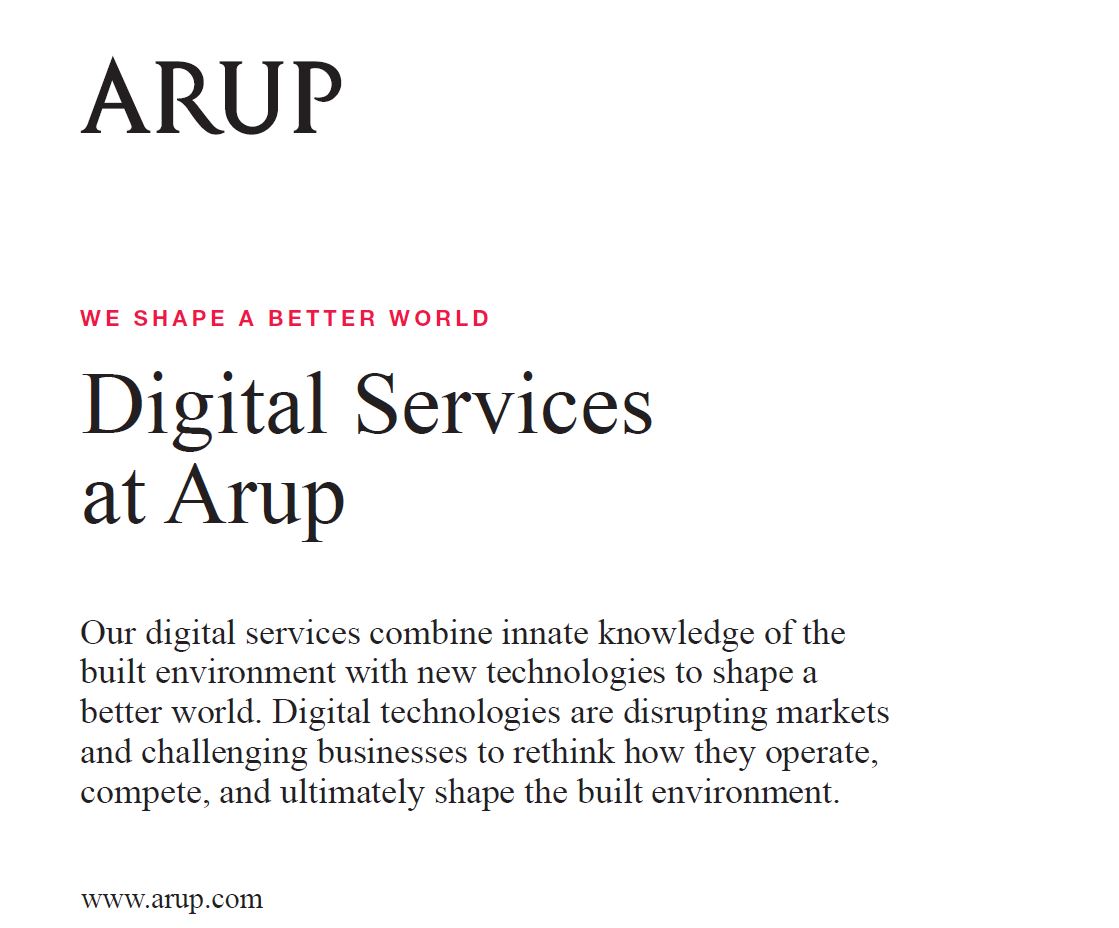 ARUP
WE SHAPE A BETTER WORLD
Digital Services
at Arup
Our digital services combine innate knowledge of the
built environment with new technologies to shape a
better world. Digital technologies are disrupting markets
and challenging businesses to rethink how they operate,
compete, and ultimately shape the built environment.
www.arup.com